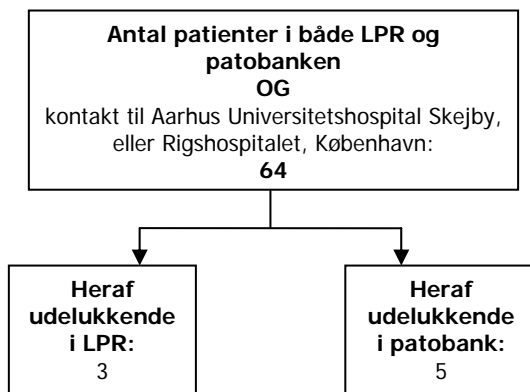 Antal patienter i både LPR og
patobanken
OG
kontakt til Aarhus Universitetshospital Skejby,
eller Rigshospitalet, København:
64
Heraf
udelukkende
i LPR:
3
Heraf
udelukkende
i patobank:
5